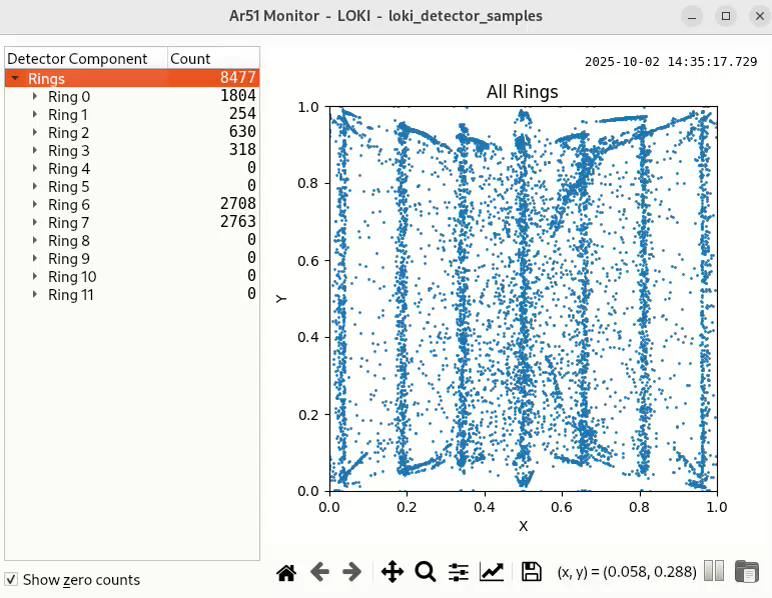 Ar51 Monitor - LOKI - loki_detector_samples
Detector Component Count
Rings 8477
Ring 0 1804
Ring 1 254
Ring 2 630
Ring 3 318
Ring 4 0
Ring 5 0
Ring 6 2708
Ring 7 2763
Ring 8 0
Ring 9 0
Ring 10 0
Ring 11 0
Show zero counts
2025-10-02 14:35:17.729
All Rings
1.0
0.8
0.6
0.4
0.2
0.0
Y
0.0 0.2 0.4 0.6 0.8 1.0
X
(x, y) = (0.058, 0.288)